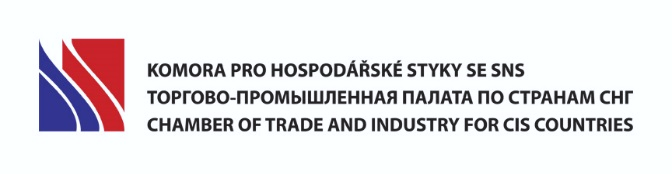 KOMORA PRO HOSPODÁŘSKÉ STYKY SE SNS
ТОРГОВО-ПРОМЫШЛЕННАЯ ПАЛАТА ПО СТРАНАМ СНГ
CHAMBER OF TRADE AND INDUSTRY FOR CIS COUNTRIES